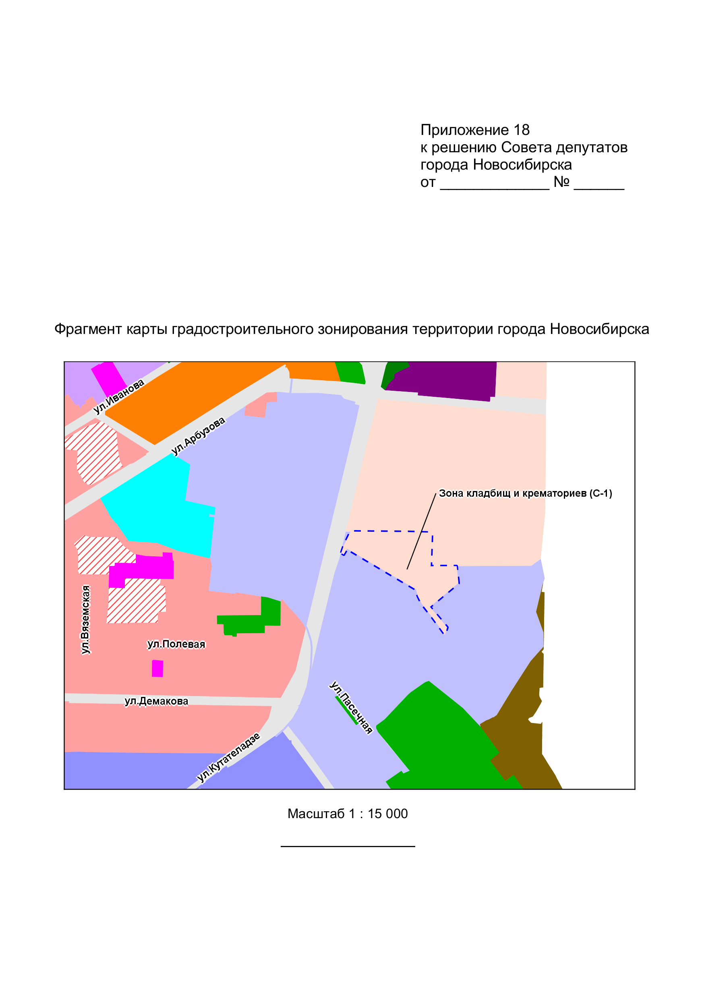 Приложение 18
к решению Совета депутатов
города Новосибирска
от _____________ № ______
Фрагмент карты градостроительного зонирования территории города Новосибирска
ул.Иванова
ул.Арбузова
Зона кладбищ и крематориев (С-1)
ул.Вяземская
ул.Полевая
ул.Пасечная
ул.Демакова
ул.Кутателадзе
Масштаб 1 : 15 000